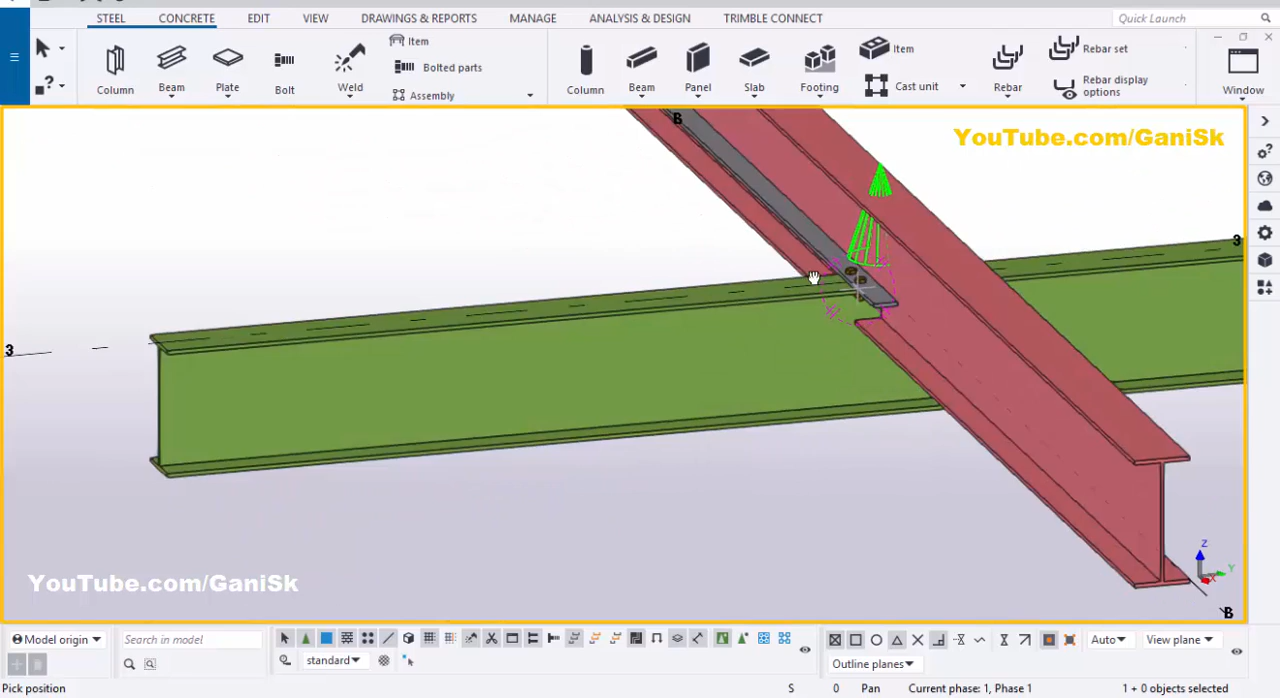 STEEL CONCRETE EDIT VIEW DRAWINGS & REPORTS MANAGE ANALYSIS & DESIGN TRIMBLE CONNECT Quick Launch
Column Beam Plate Bolt Weld
Item
Bolted parts
Assembly
Column Beam Panel Slab Footing
Item
Cast unit
Rebar
Rebar set
Rebar display options
Window
B
YouTube.com/GaniSk
3
3
YouTube.com/GaniSk
Z
Y
X
B
Model origin Search in model
standard
Auto View plane
Outline planes
Pick position S 0 Pan Current phase: 1, Phase 1 1 + 0 objects selected